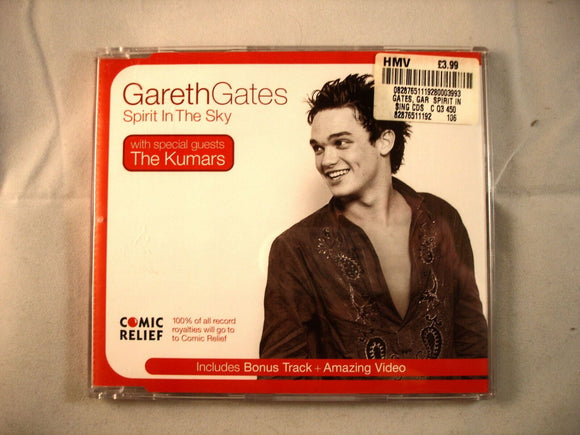 GarethGates
Spirit In The Sky
with special guests
The Kumars
HMV £3.99
08287651119280003993
GATES, GAR SPIRIT IN
SING CDS C Q3 450
82876511192 106
COMIC
RELIEF
100% of all record
royalties will go to
to Comic Relief
Includes Bonus Track + Amazing Video